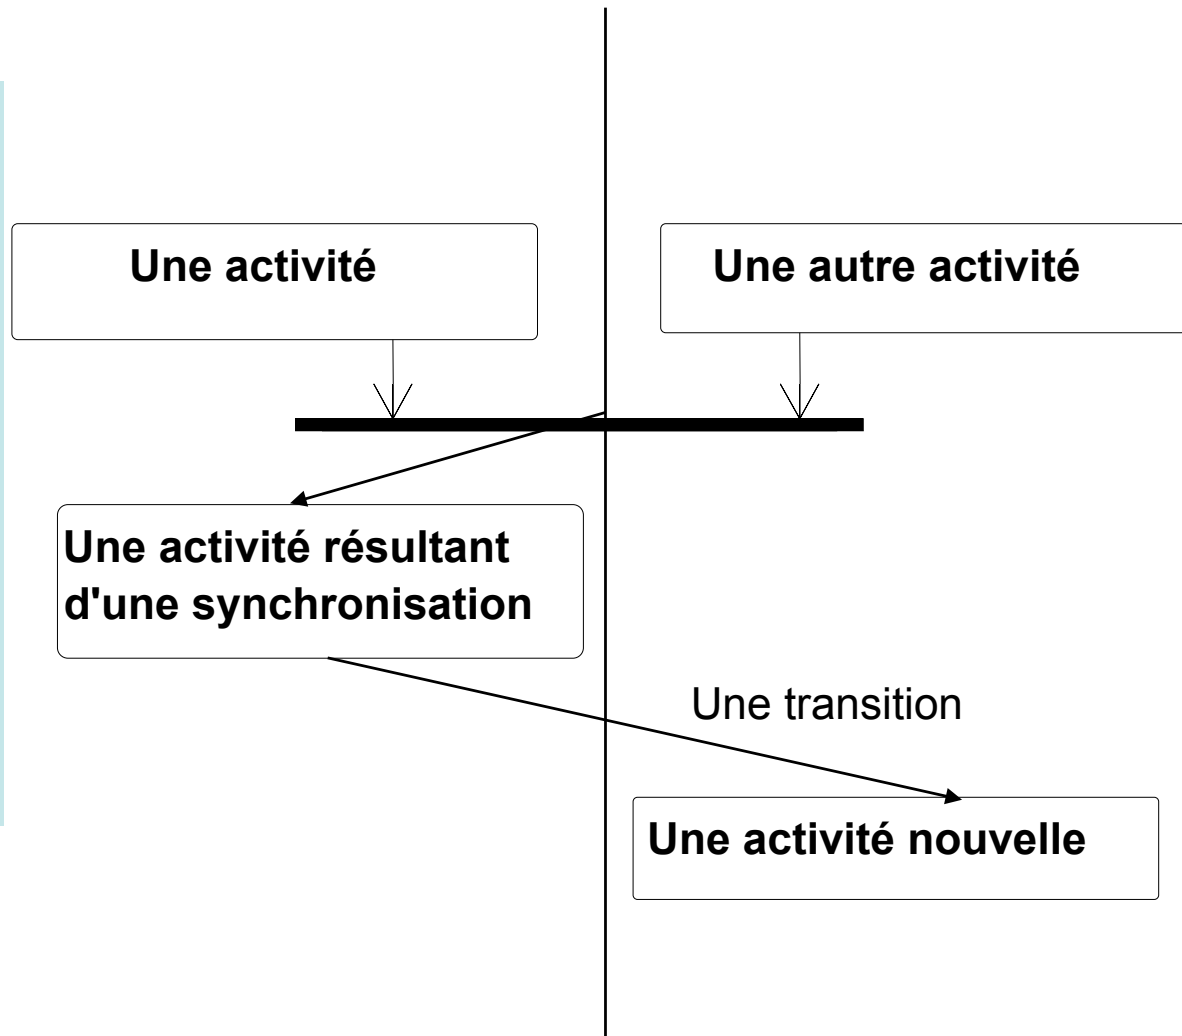 Une activité
Une autre activité
Une activité résultant
d'une synchronisation
Une transition
Une activité nouvelle